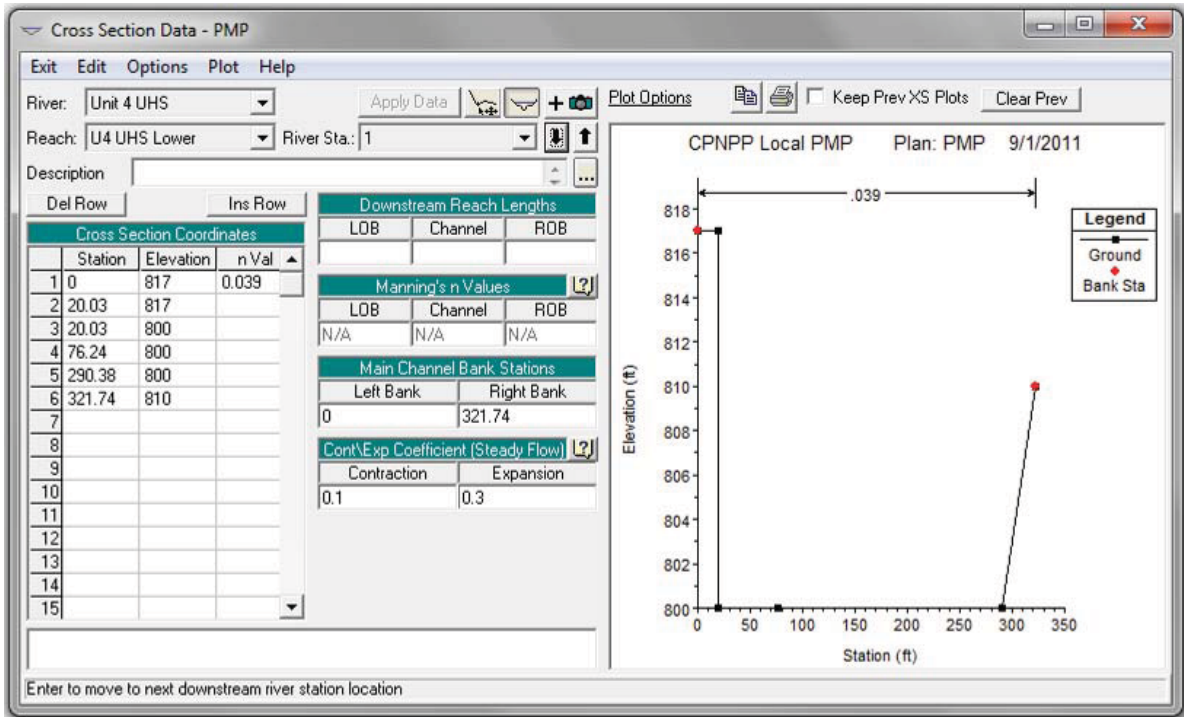 Cross Section Data - PMP
Exit Edit Options Plot Help
River: Unit 4 UHS
Apply Data
Reach: U4 UHS Lower River Sta.: 1
Description
...
Del Row Ins Row
Cross Section Coordinates
Station Elevation n Val
1 0 817 0.039
2 20.03 817
3 20.03 800
4 76.24 800
5 290.38 800
6 321.74 810
7
8
9
10
11
12
13
14
15
Downstream Reach Lengths
LOB Channel ROB
Manning's n Values
LOB Channel ROB
N/A N/A N/A
Main Channel Bank Stations
Left Bank Right Bank
0 321.74
Cont\Exp Coefficient (Steady Flow)
Contraction Expansion
0.1 0.3
Plot Options Keep Prev XS Plots Clear Prev
CPNPP Local PMP Plan: PMP 9/1/2011
.039
Legend
Ground
Bank Sta
818
816
814
812
810
808
806
804
802
800
Elevation (ft)
0 50 100 150 200 250 300 350
Station (ft)
Enter to move to next downstream river station location